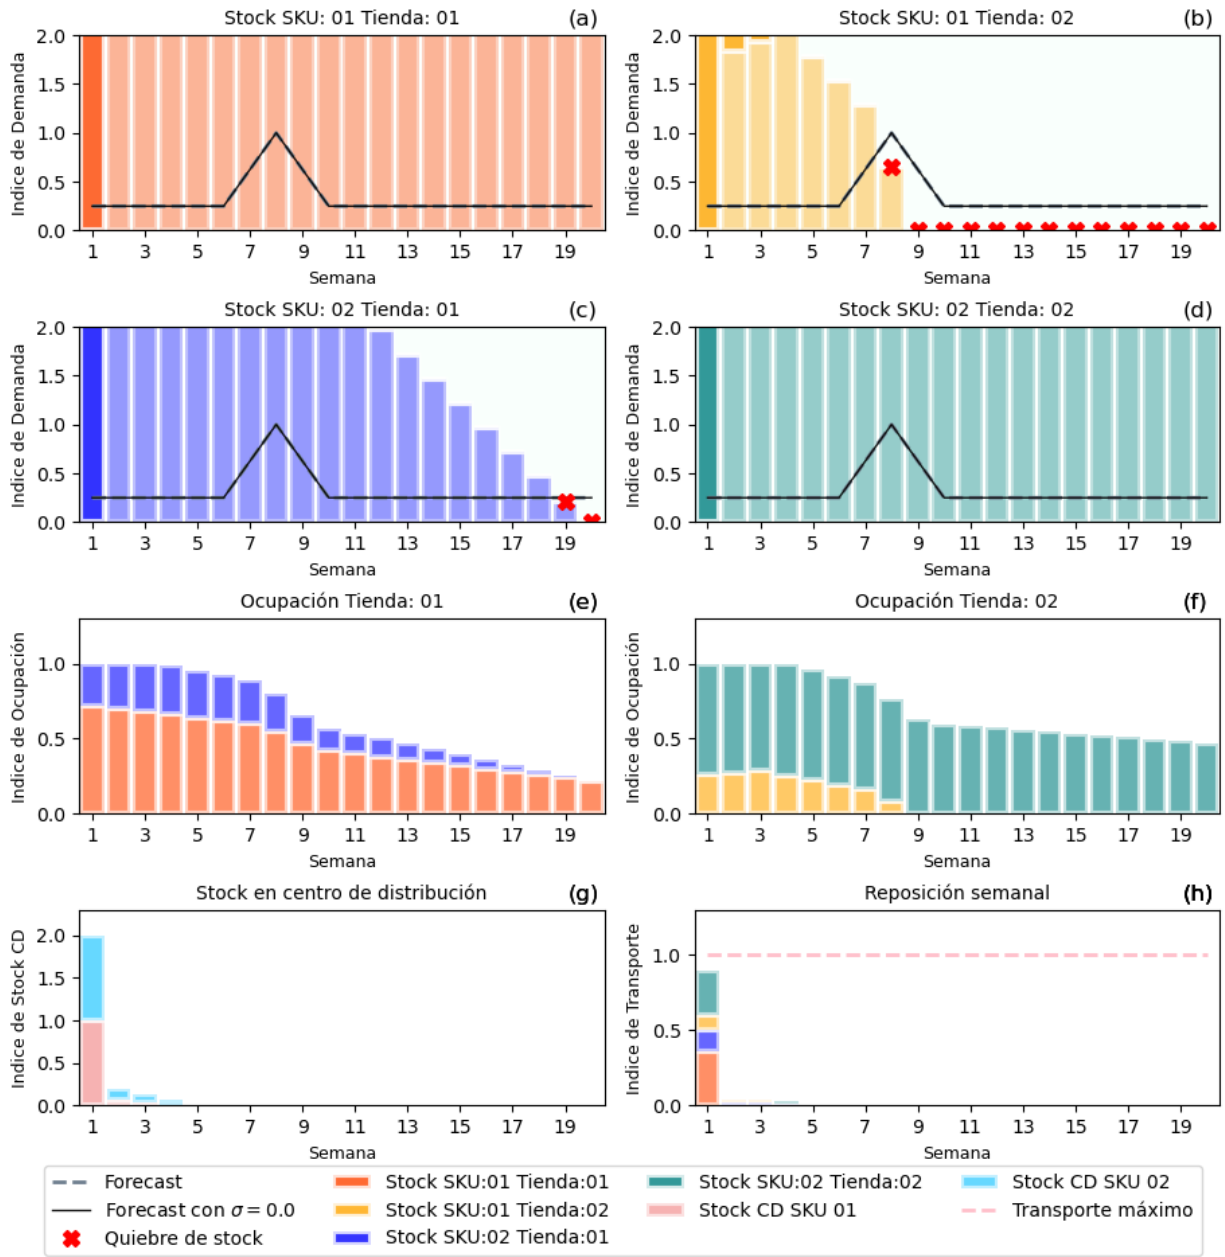 Stock SKU: 01 Tienda: 01
(a)
Indice de Demanda
2.0
1.5
1.0
0.5
0.0
1 3 5 7 9 11 13 15 17 19
Semana
Stock SKU: 01 Tienda: 02
(b)
Indice de Demanda
2.0
1.5
1.0
0.5
0.0
1 3 5 7 9 11 13 15 17 19
Semana
Stock SKU: 02 Tienda: 01
(c)
Indice de Demanda
2.0
1.5
1.0
0.5
0.0
1 3 5 7 9 11 13 15 17 19
Semana
Stock SKU: 02 Tienda: 02
(d)
Indice de Demanda
2.0
1.5
1.0
0.5
0.0
1 3 5 7 9 11 13 15 17 19
Semana
Ocupación Tienda: 01
(e)
Indice de Ocupación
1.0
0.5
0.0
1 3 5 7 9 11 13 15 17 19
Semana
Ocupación Tienda: 02
(f)
Indice de Ocupación
1.0
0.5
0.0
1 3 5 7 9 11 13 15 17 19
Semana
Stock en centro de distribución
(g)
Indice de Stock CD
2.0
1.5
1.0
0.5
0.0
1 3 5 7 9 11 13 15 17 19
Semana
Reposición semanal
(h)
Indice de Transporte
1.0
0.5
0.0
1 3 5 7 9 11 13 15 17 19
Semana
Forecast
Forecast con σ = 0.0
Quiebre de stock
Stock SKU:01 Tienda:01
Stock SKU:01 Tienda:02
Stock SKU:02 Tienda:01
Stock SKU:02 Tienda:02
Stock CD SKU 01
Stock CD SKU 02
Transporte máximo